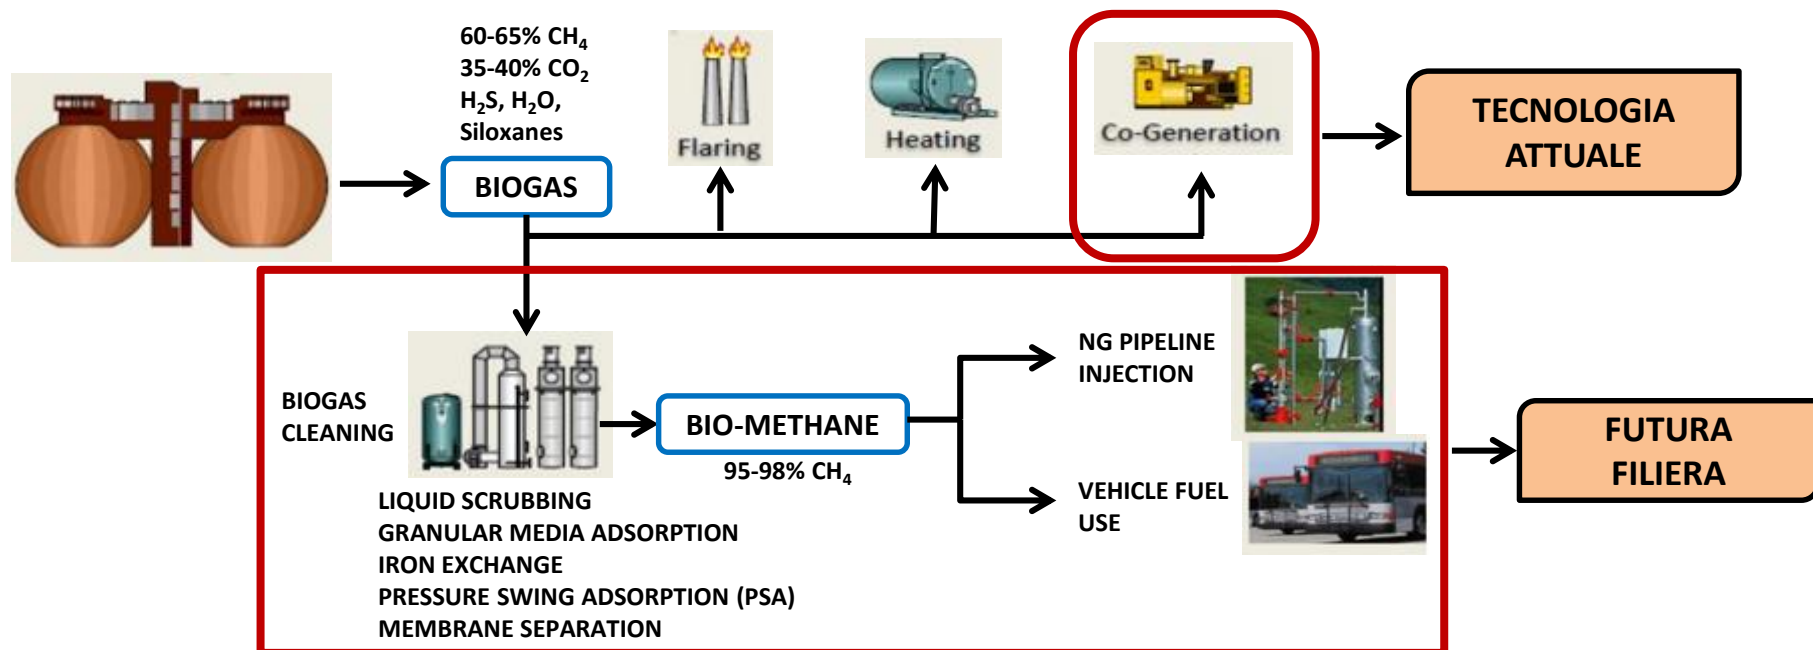 60-65% CH₄
35-40% CO₂
H₂S, H₂O,
Siloxanes
BIOGAS
Flaring
Heating
Co-Generation
TECNOLOGIA
ATTUALE
BIOGAS
CLEANING
LIQUID SCRUBBING
GRANULAR MEDIA ADSORPTION
IRON EXCHANGE
PRESSURE SWING ADSORPTION (PSA)
MEMBRANE SEPARATION
BIO-METHANE
95-98% CH₄
NG PIPELINE
INJECTION
VEHICLE FUEL
USE
FUTURA
FILIERA